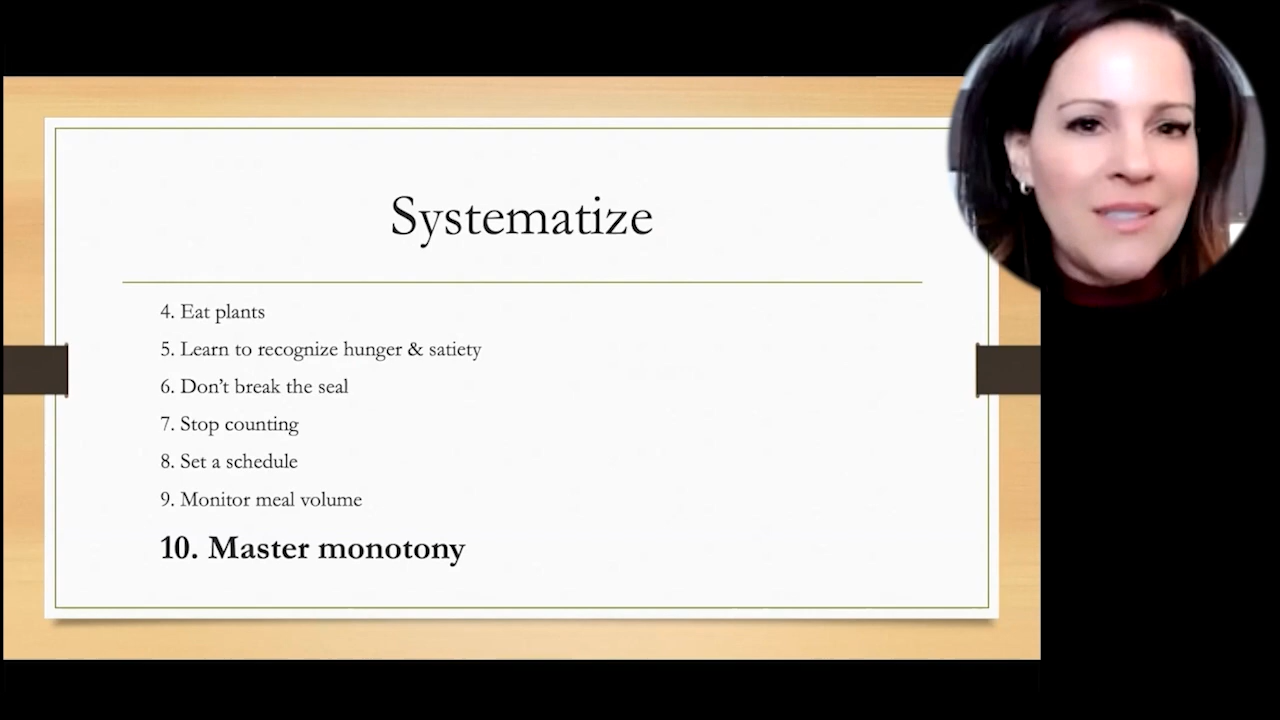 Systematize
4. Eat plants
5. Learn to recognize hunger & satiety
6. Don’t break the seal
7. Stop counting
8. Set a schedule
9. Monitor meal volume
10. Master monotony